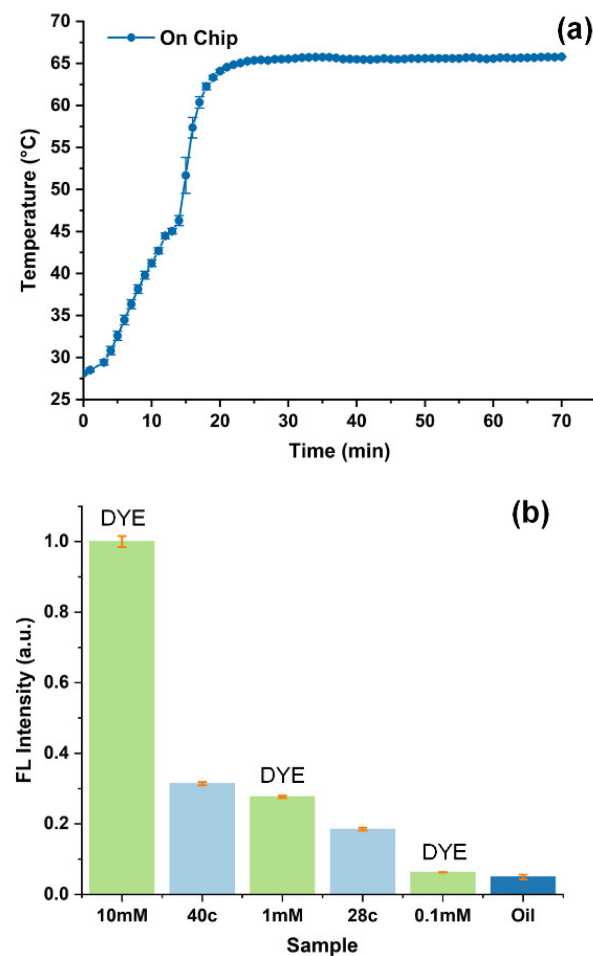 (a)
On Chip
65
60
55
50
45
40
35
30
25
70
Temperature (°C)
0 10 20 30 40 50 60 70
Time (min)
(b)
DYE
DYE
DYE
1.0
0.8
0.6
0.4
0.2
0.0
FL Intensity (a.u.)
10mM 40c 1mM 28c 0.1mM Oil
Sample